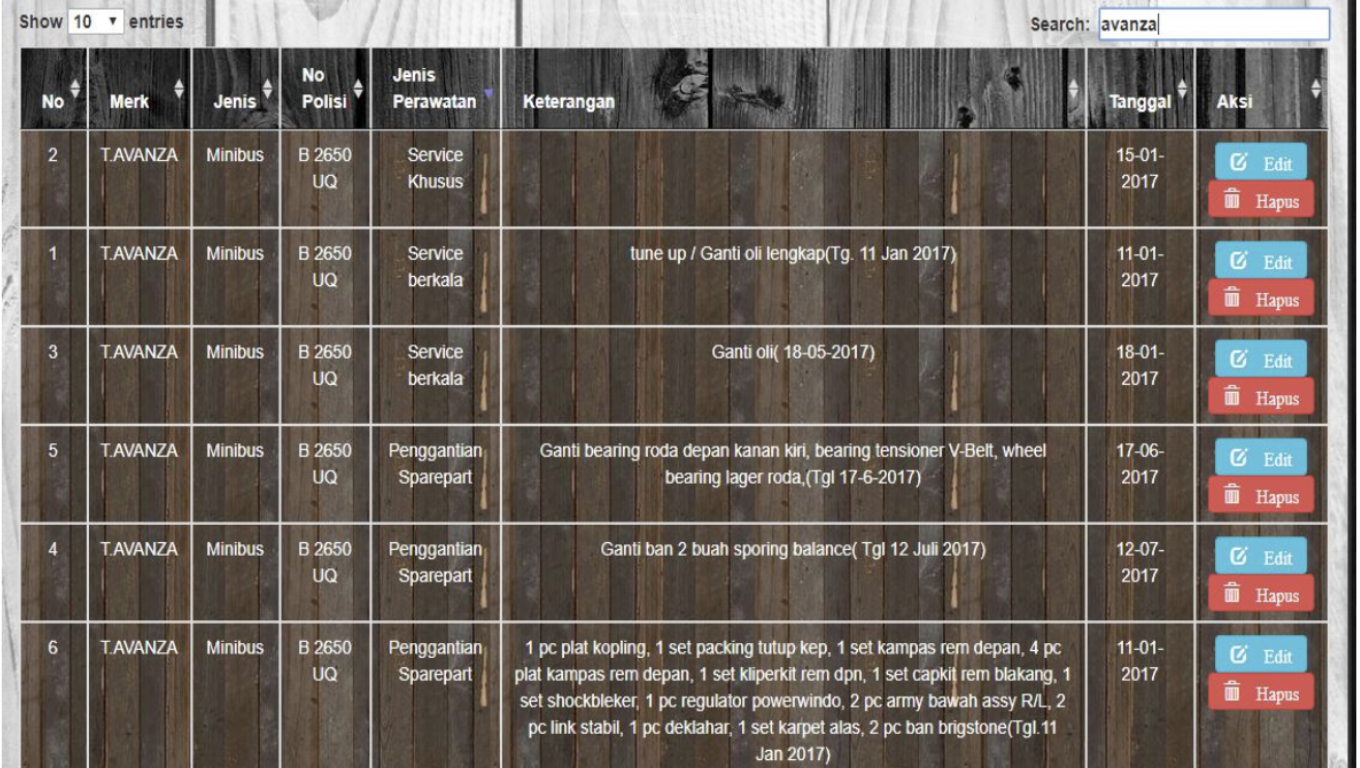 Show 10 entries
Search: avanza
No Merk Jenis No Polisi Jenis Perawatan Keterangan Tanggal Aksi
2 T.AVANZA Minibus B 2650 UQ Service Khusus 15-01-2017 Edit Hapus
1 T.AVANZA Minibus B 2650 UQ Service berkala tune up / Ganti oli lengkap(Tg. 11 Jan 2017) 11-01-2017 Edit Hapus
3 T.AVANZA Minibus B 2650 UQ Service berkala Ganti oli( 18-05-2017) 18-01-2017 Edit Hapus
5 T.AVANZA Minibus B 2650 UQ Penggantian Sparepart Ganti bearing roda depan kanan kiri, bearing tensioner V-Belt, wheel
bearing lager roda,(Tgl 17-6-2017) 17-06-2017 Edit Hapus
4 T.AVANZA Minibus B 2650 UQ Penggantian Sparepart Ganti ban 2 buah sporing balance( Tgl 12 Juli 2017) 12-07-2017 Edit Hapus
6 T.AVANZA Minibus B 2650 UQ Penggantian Sparepart 1 pc plat kopling, 1 set packing tutup kep, 1 set kampas rem depan, 4 pc
plat kampas rem depan, 1 set kliperkit rem dpn, 1 set capkit rem blakang, 1
set shockbleker, 1 pc regulator powerwindo, 2 pc army bawah assy R/L, 2
pc link stabil, 1 pc deklahar, 1 set karpet alas, 2 pc ban brigstone(Tgl.11
Jan 2017) 11-01-2017 Edit Hapus